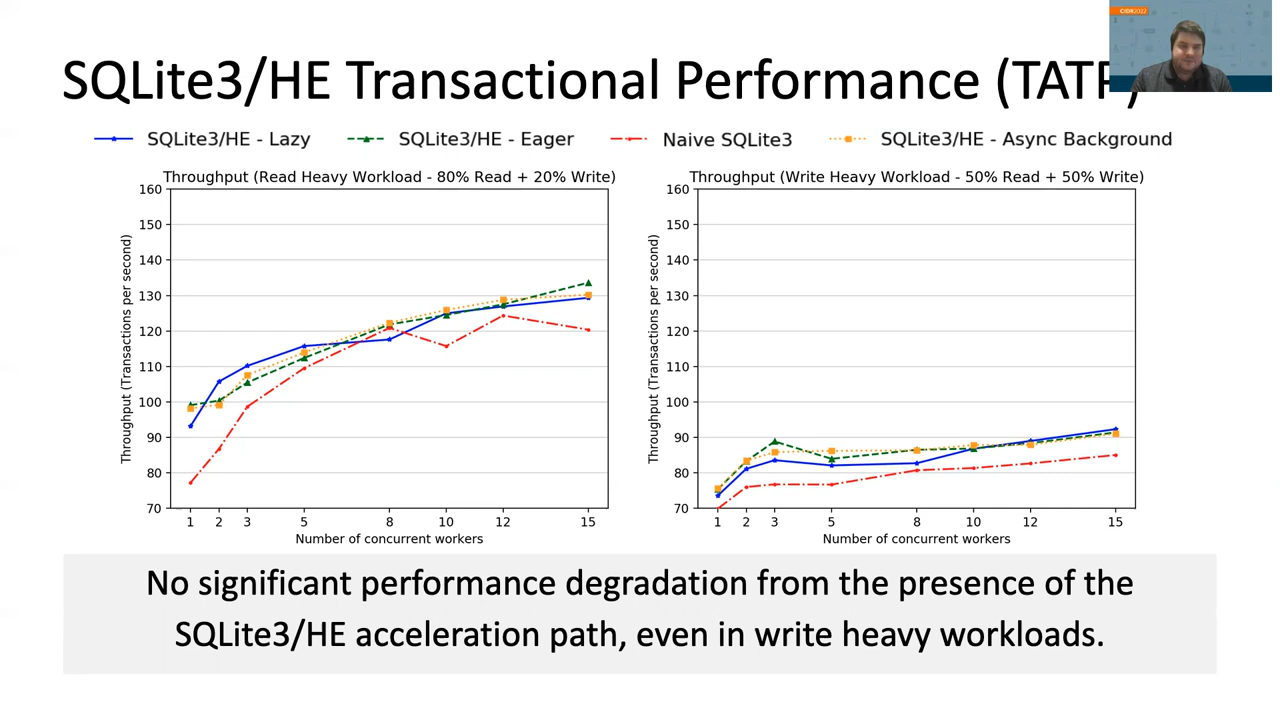 CIDR2022
SQLite3/HE Transactional Performance (TATP)
SQLite3/HE - Lazy
SQLite3/HE - Eager
Naive SQLite3
SQLite3/HE - Async Background
Throughput (Read Heavy Workload - 80% Read + 20% Write)
Throughput (Transactions per second)
160
150
140
130
120
110
100
90
80
70
1 2 3 5 8 10 12 15
Number of concurrent workers
Throughput (Write Heavy Workload - 50% Read + 50% Write)
Throughput (Transactions per second)
160
150
140
130
120
110
100
90
80
70
1 2 3 5 8 10 12 15
Number of concurrent workers
No significant performance degradation from the presence of the
SQLite3/HE acceleration path, even in write heavy workloads.